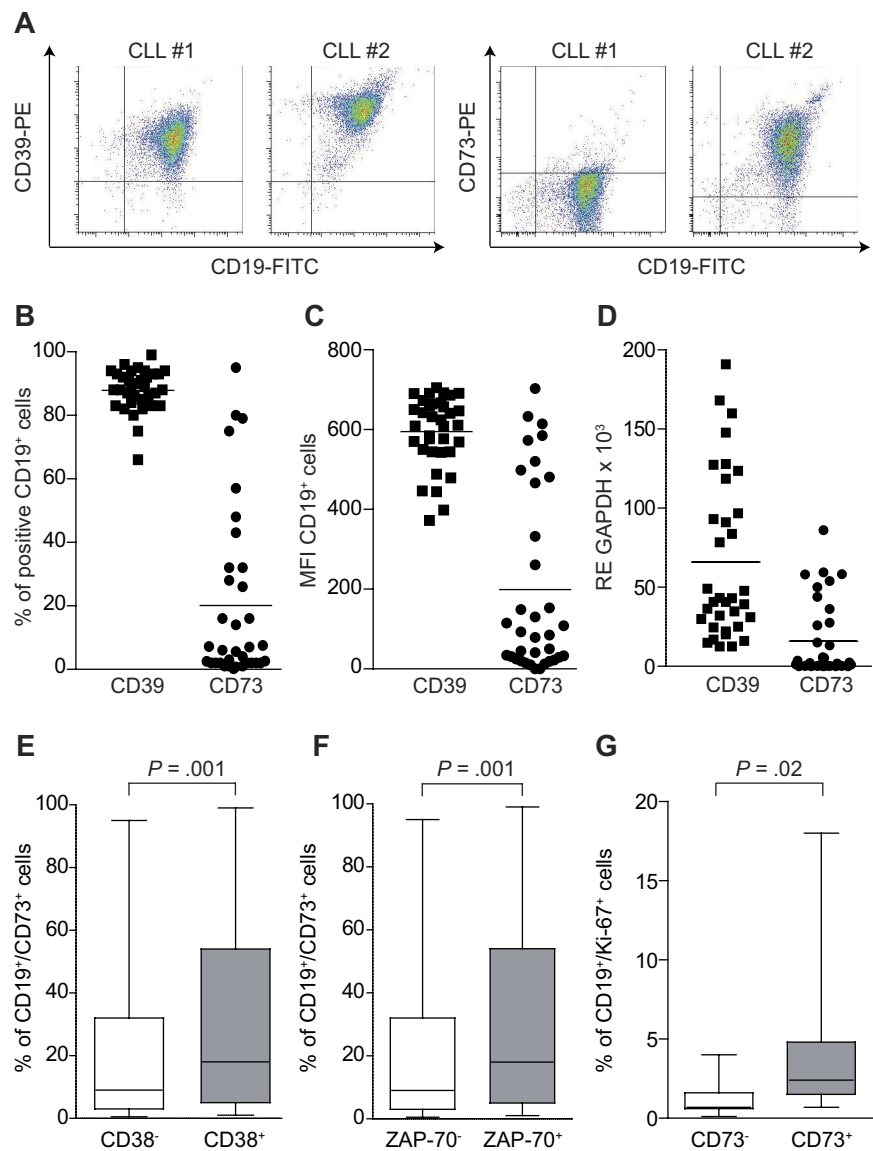 A
CLL #1
CLL #2
CLL #1
CLL #2
CD39-PE
CD73-PE
CD19-FITC
CD19-FITC
B
C
D
% of positive CD19⁺ cells
100
80
60
40
20
0
CD39
CD73
MFI CD19⁺ cells
800
600
400
200
0
CD39
CD73
RE GAPDH x 10³
200
150
100
50
0
CD39
CD73
E
F
G
P = .001
P = .001
P = .02
% of CD19⁺/CD73⁺ cells
100
80
60
40
20
0
CD38⁻
CD38⁺
% of CD19⁺/CD73⁺ cells
100
80
60
40
20
0
ZAP-70⁻
ZAP-70⁺
% of CD19⁺/Ki-67⁺ cells
20
15
10
5
0
CD73⁻
CD73⁺